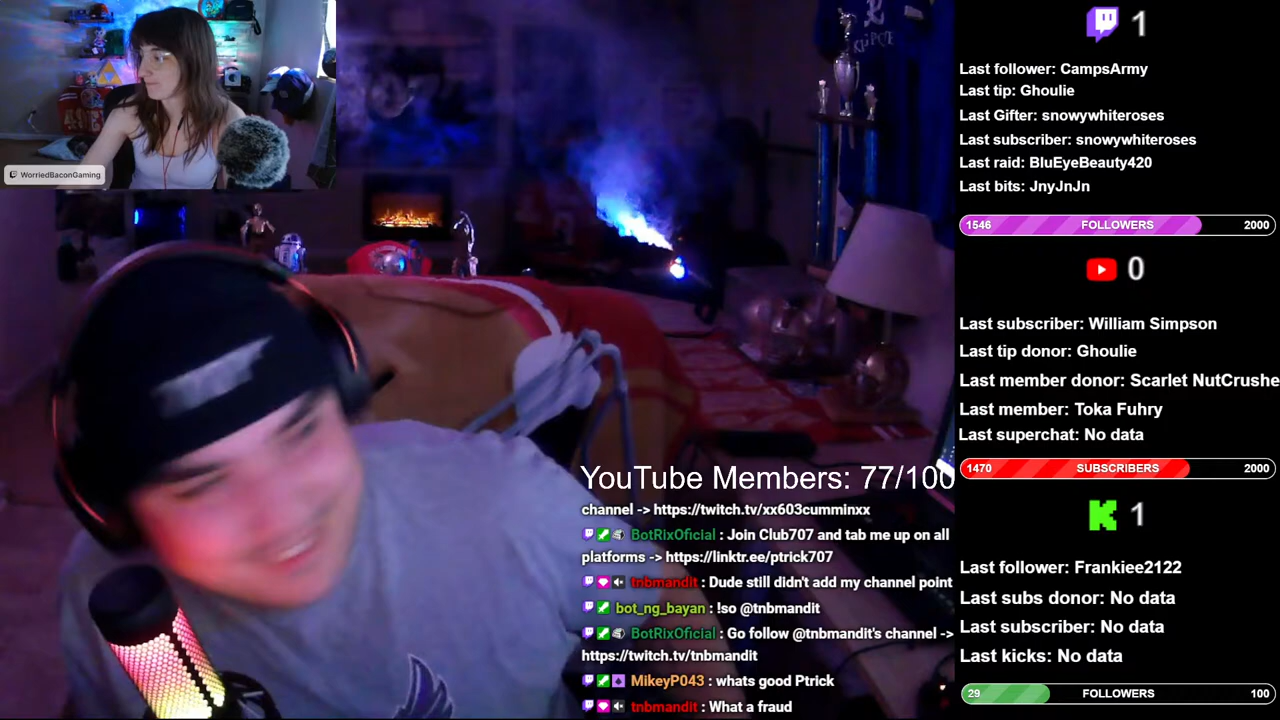 WorriedBaconGaming
YouTube Members: 77/100
channel -> https://twitch.tv/xx603cumminxx
BotRixOficial : Join Club707 and tab me up on all
platforms -> https://linktr.ee/ptrick707
tnbmandit : Dude still didn't add my channel point
bot_ng_bayan : !so @tnbmandit
BotRixOficial : Go follow @tnbmandit's channel ->
https://twitch.tv/tnbmandit
MikeyP043 : whats good Ptrick
tnbmandit : What a fraud
1
Last follower: CampsArmy
Last tip: Ghoulie
Last Gifter: snowywhiteroses
Last subscriber: snowywhiteroses
Last raid: BluEyeBeauty420
Last bits: JnyJnJn
1546 FOLLOWERS 2000
0
Last subscriber: William Simpson
Last tip donor: Ghoulie
Last member donor: Scarlet NutCrushe
Last member: Toka Fuhry
Last superchat: No data
1470 SUBSCRIBERS 2000
1
Last follower: Frankiee2122
Last subs donor: No data
Last subscriber: No data
Last kicks: No data
29 FOLLOWERS 100